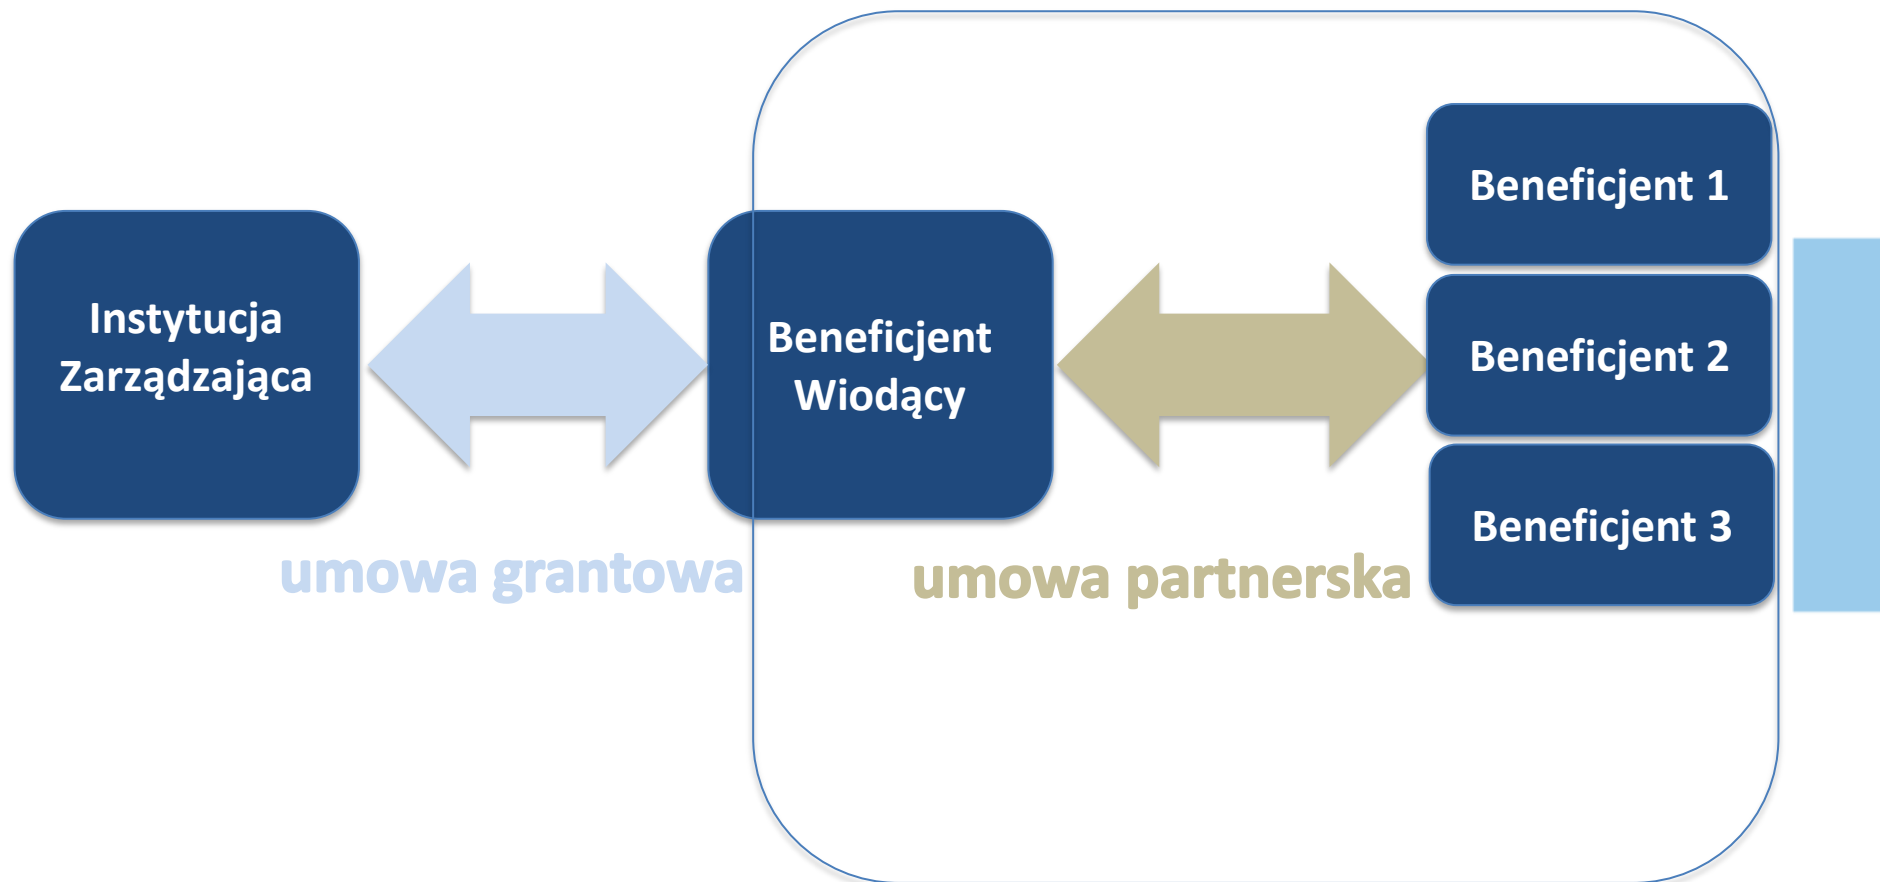 Instytucja
Zarządzająca
umowa grantowa
Beneficjent
Wiodący
umowa partnerska
Beneficjent 1
Beneficjent 2
Beneficjent 3